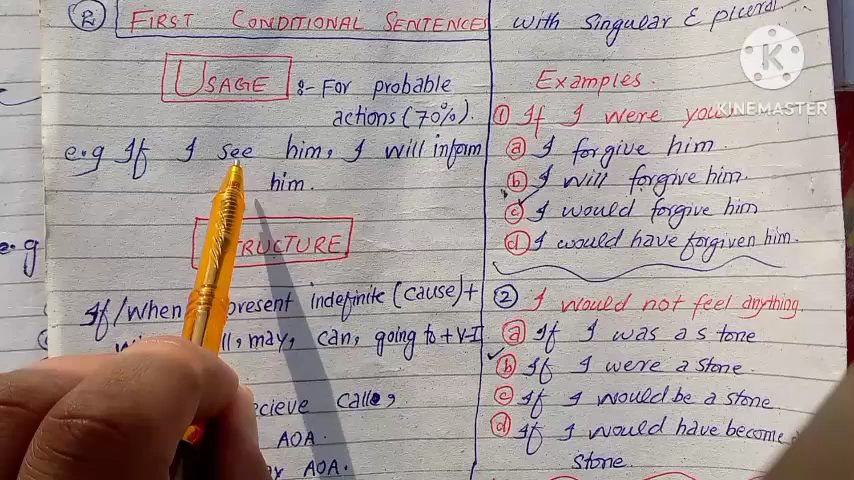 FIRST CONDITIONAL SENTENCES
USAGE :- For probable
actions (70%).
e.g If I see him, I will inform
him.
STRUCTURE
If/When present indefinite (cause) +
may, can, going to + V-I
recieve calle,
AOA.
AOA.
e.g
with singular &
Examples.
① If I were you
ⓐ I forgive him.
ⓑ I will forgive him.
ⓒ I would forgive him
ⓓ I would have forgiven him.
② I would not feel anything.
ⓐ If I was a s tone
ⓑ If I were a stone.
ⓒ If I would be a stone.
ⓓ If I would have become
stone.
K
KINEMASTER